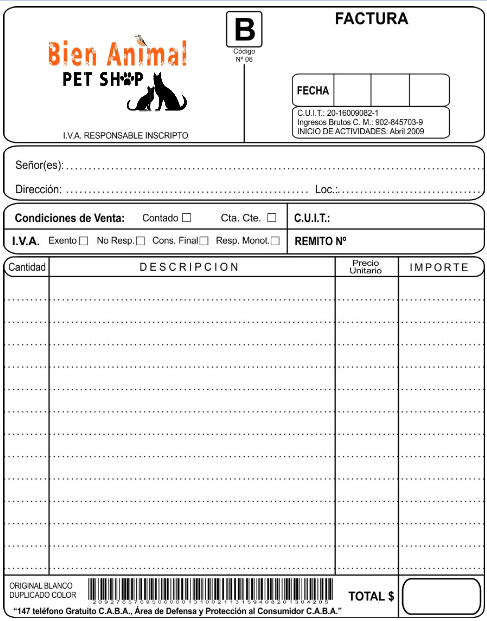 FACTURA
B
Código
Nº 06
Bien Animal
PET SHOP
I.V.A. RESPONSABLE INSCRIPTO
FECHA
C.U.I.T.: 20-16009082-1
Ingresos Brutos C. M.: 902-845703-9
INICIO DE ACTIVIDADES: Abril 2009
Señor(es):
Dirección: Loc.:
Condiciones de Venta: Contado Cta. Cte. C.U.I.T.:
I.V.A. Exento No Resp. Cons. Final Resp. Monot. REMITO Nº
Cantidad DESCRIPCION Precio Unitario IMPORTE
ORIGINAL BLANCO
DUPLICADO COLOR
TOTAL $
“147 teléfono Gratuito C.A.B.A., Área de Defensa y Protección al Consumidor C.A.B.A.”